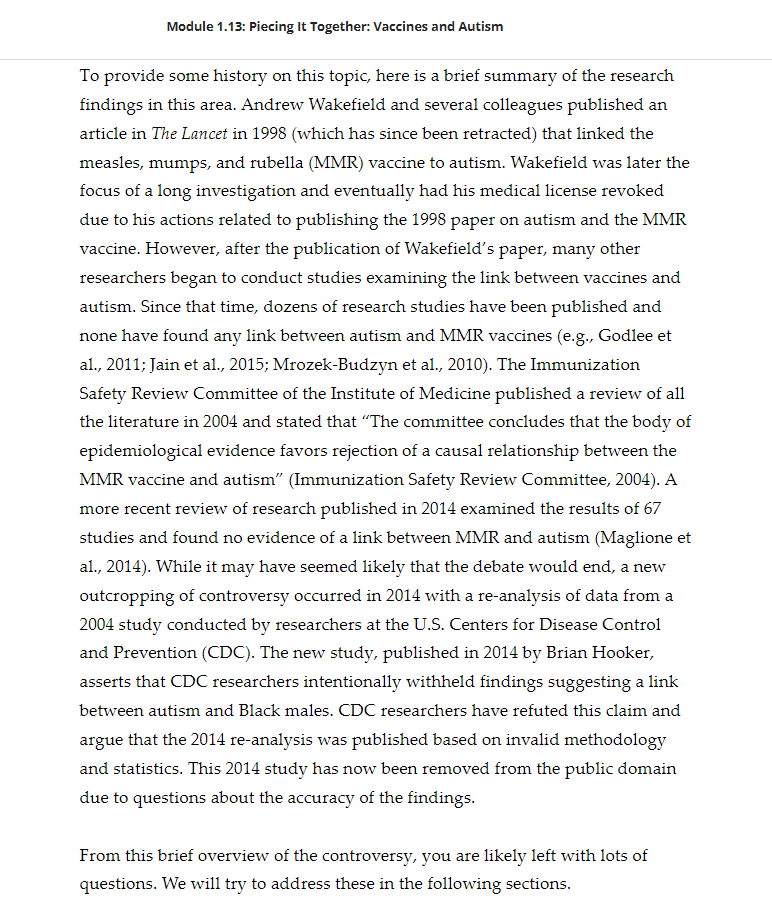 Module 1.13: Piecing It Together: Vaccines and Autism
To provide some history on this topic, here is a brief summary of the research
findings in this area. Andrew Wakefield and several colleagues published an
article in The Lancet in 1998 (which has since been retracted) that linked the
measles, mumps, and rubella (MMR) vaccine to autism. Wakefield was later the
focus of a long investigation and eventually had his medical license revoked
due to his actions related to publishing the 1998 paper on autism and the MMR
vaccine. However, after the publication of Wakefield’s paper, many other
researchers began to conduct studies examining the link between vaccines and
autism. Since that time, dozens of research studies have been published and
none have found any link between autism and MMR vaccines (e.g., Godlee et
al., 2011; Jain et al., 2015; Mrozek-Budzyn et al., 2010). The Immunization
Safety Review Committee of the Institute of Medicine published a review of all
the literature in 2004 and stated that “The committee concludes that the body of
epidemiological evidence favors rejection of a causal relationship between the
MMR vaccine and autism” (Immunization Safety Review Committee, 2004). A
more recent review of research published in 2014 examined the results of 67
studies and found no evidence of a link between MMR and autism (Maglione et
al., 2014). While it may have seemed likely that the debate would end, a new
outcropping of controversy occurred in 2014 with a re-analysis of data from a
2004 study conducted by researchers at the U.S. Centers for Disease Control
and Prevention (CDC). The new study, published in 2014 by Brian Hooker,
asserts that CDC researchers intentionally withheld findings suggesting a link
between autism and Black males. CDC researchers have refuted this claim and
argue that the 2014 re-analysis was published based on invalid methodology
and statistics. This 2014 study has now been removed from the public domain
due to questions about the accuracy of the findings.
From this brief overview of the controversy, you are likely left with lots of
questions. We will try to address these in the following sections.